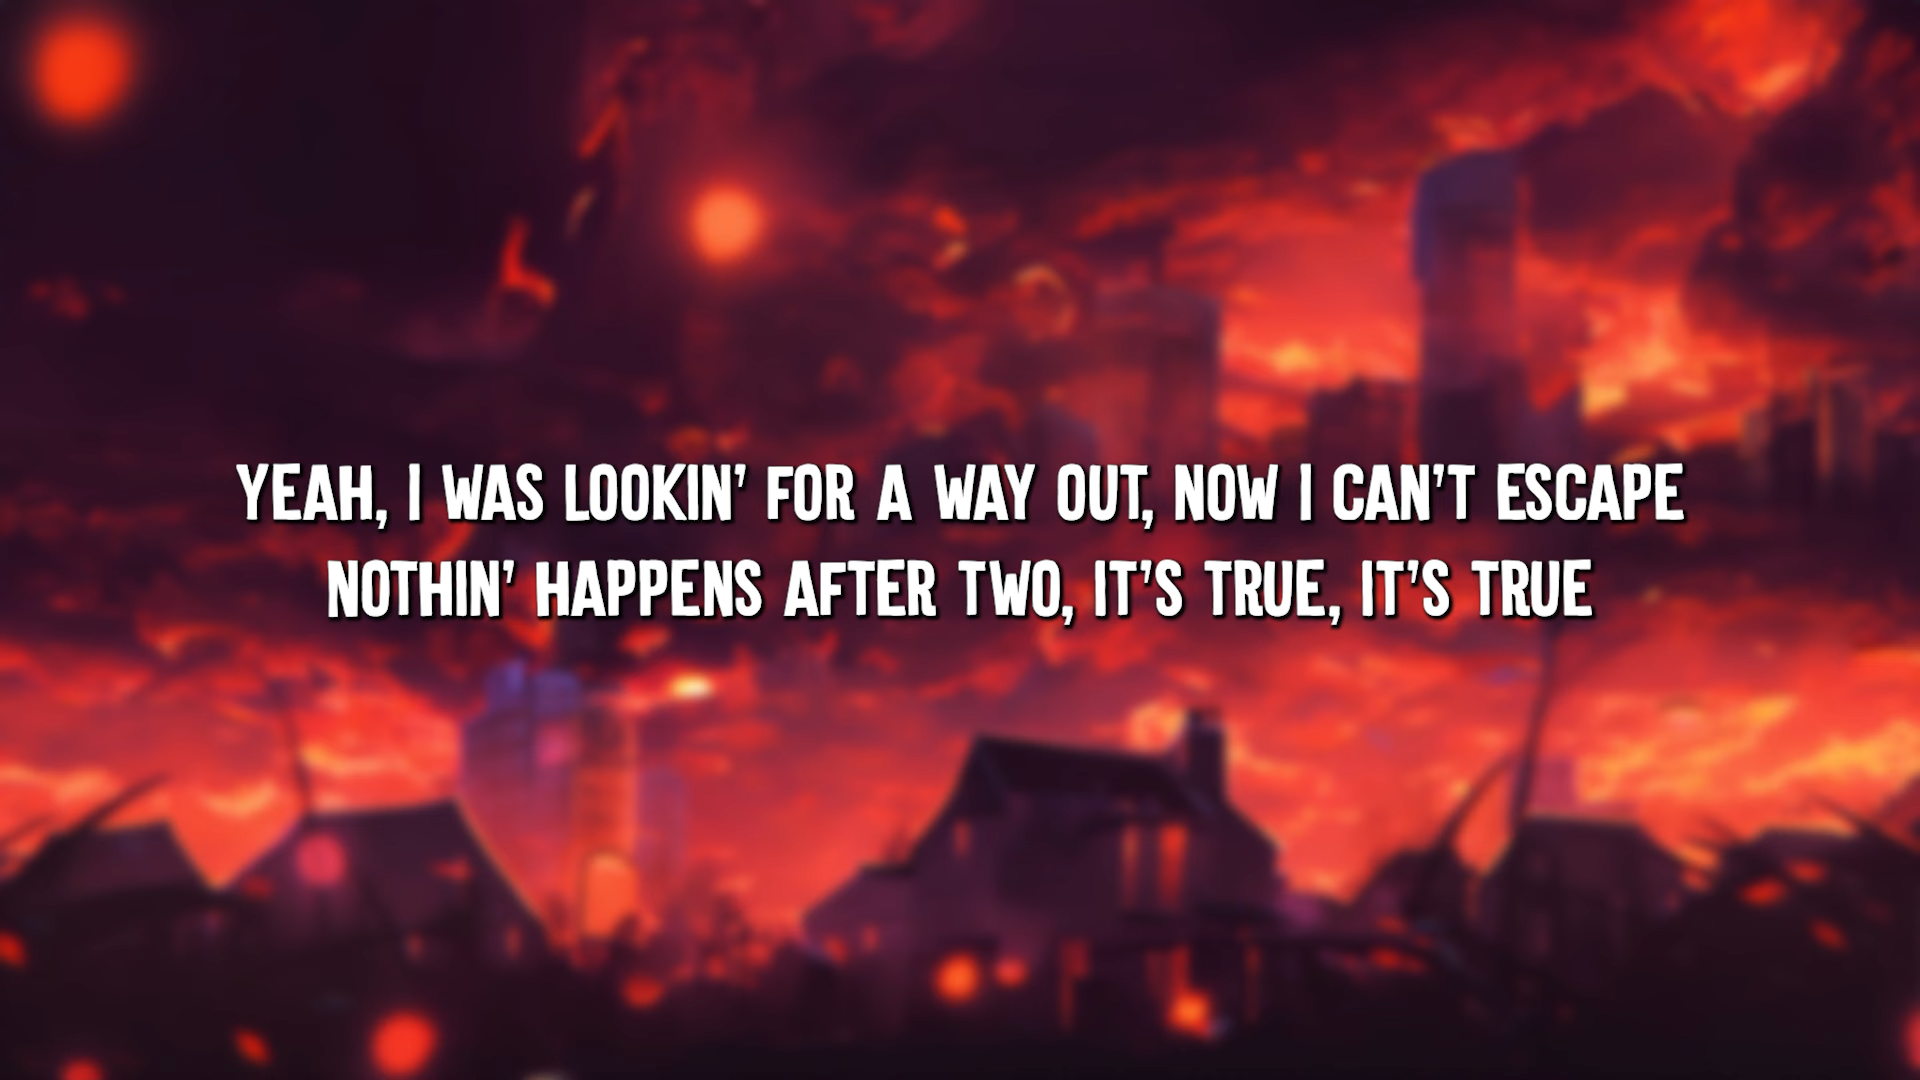 YEAH, I WAS LOOKIN' FOR A WAY OUT, NOW I CAN'T ESCAPE
NOTHIN' HAPPENS AFTER TWO, IT'S TRUE, IT'S TRUE